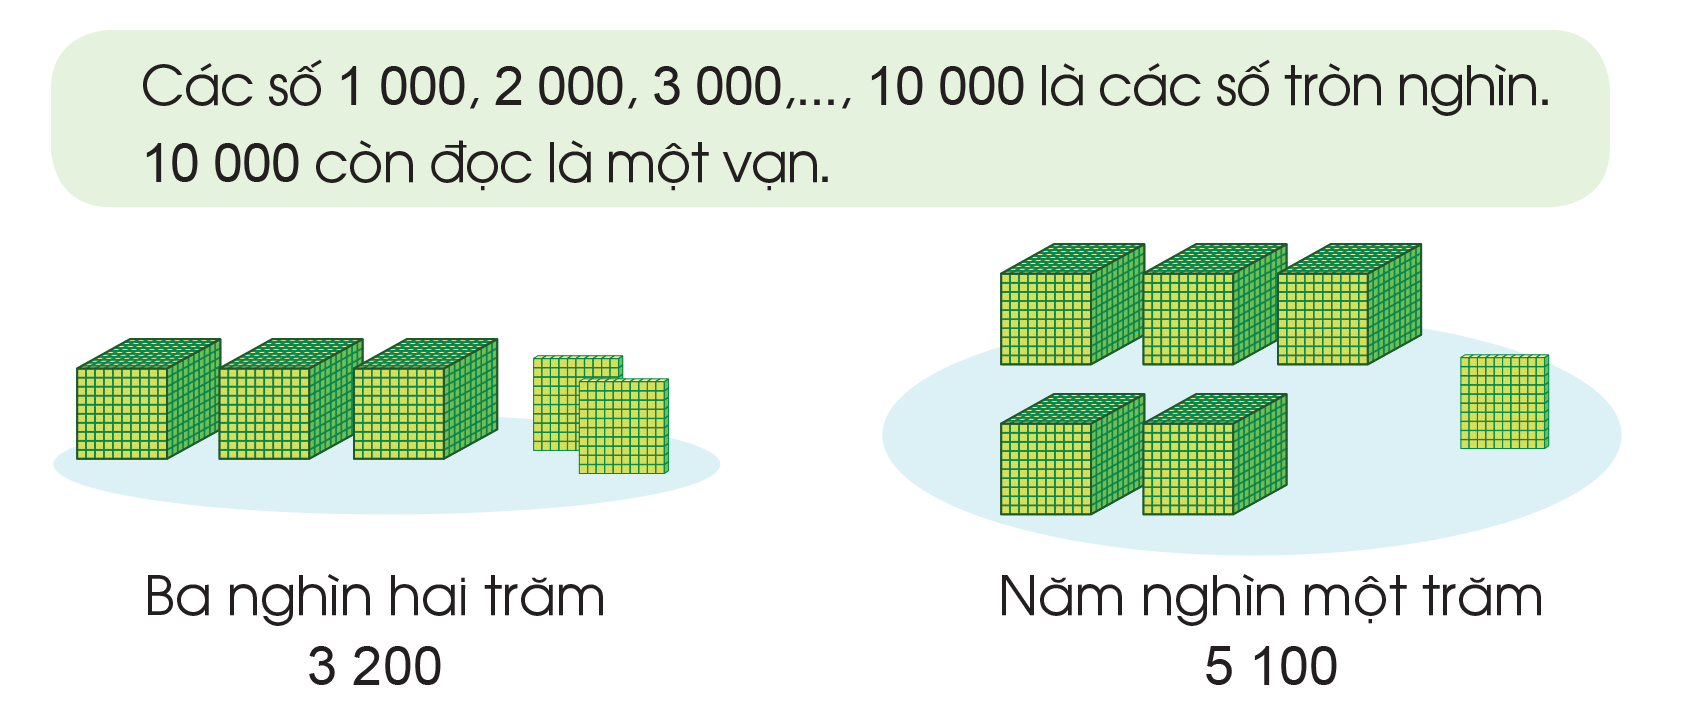 Các số 1 000, 2 000, 3 000,..., 10 000 là các số tròn nghìn.
10 000 còn đọc là một vạn.
Ba nghìn hai trăm
3 200
Năm nghìn một trăm
5 100